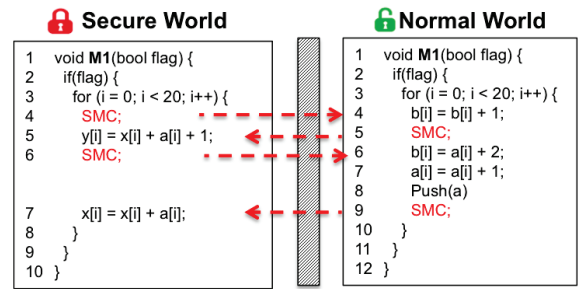 Secure World
1 void M1(bool flag) {
2 if(flag) {
3 for (i = 0; i < 20; i++) {
4 SMC;
5 y[i] = x[i] + a[i] + 1;
6 SMC;
7 x[i] = x[i] + a[i];
8 }
9 }
10 }
Normal World
1 void M1(bool flag) {
2 if(flag) {
3 for (i = 0; i < 20; i++) {
4 b[i] = b[i] + 1;
5 SMC;
6 b[i] = a[i] + 2;
7 a[i] = a[i] + 1;
8 Push(a)
9 SMC;
10 }
11 }
12 }